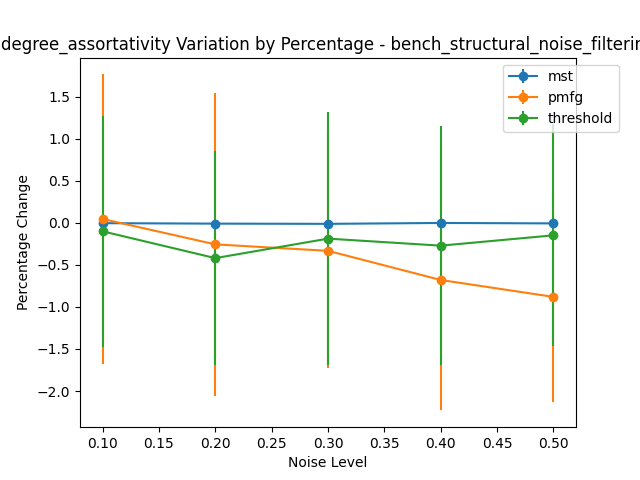 degree_assortativity Variation by Percentage - bench_structural_noise_filterin
mst
pmfg
threshold
1.5
1.0
0.5
0.0
−0.5
−1.0
−1.5
−2.0
Percentage Change
0.10 0.15 0.20 0.25 0.30 0.35 0.40 0.45 0.50
Noise Level